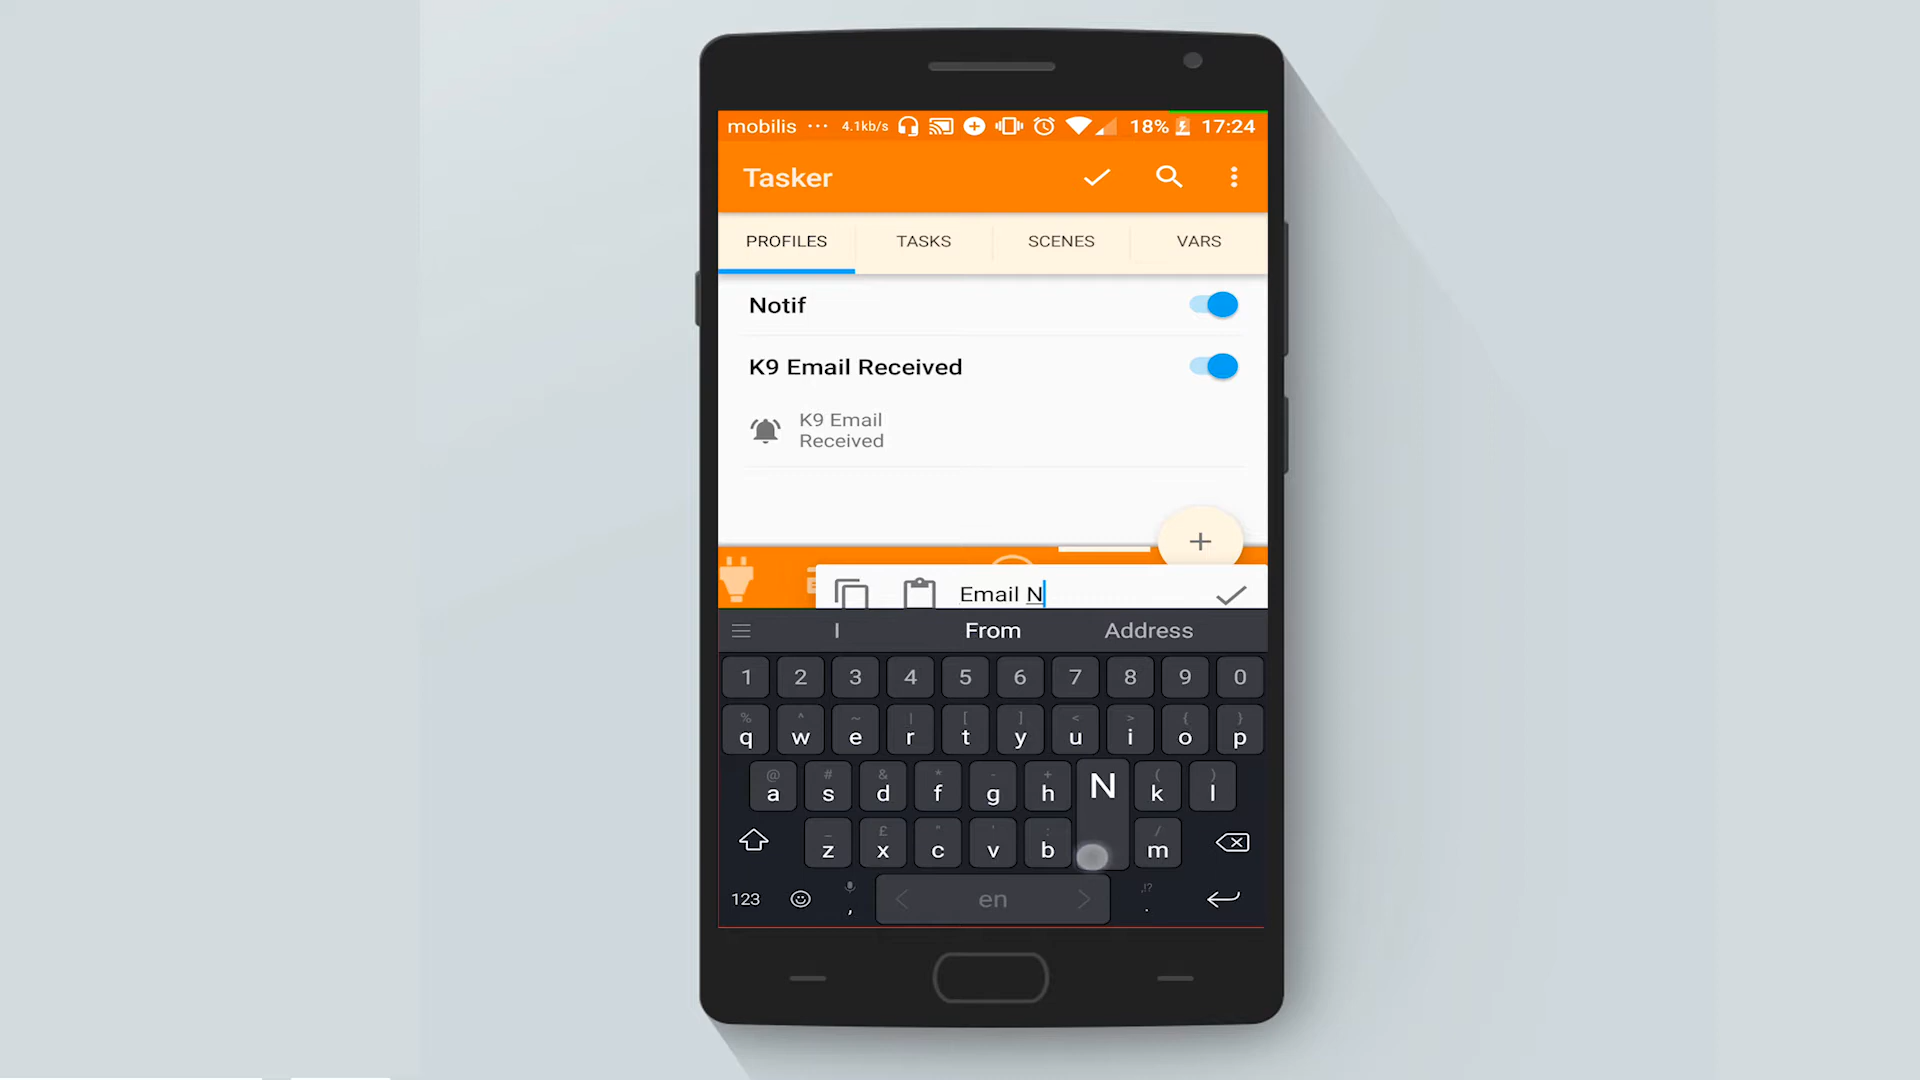 mobilis ··· 4.1kb/s 18% 17:24
Tasker
PROFILES TASKS SCENES VARS
Notif
K9 Email Received
K9 Email
Received
+
Email N
I From Address
1 2 3 4 5 6 7 8 9 0
% ^ ~ | [ ] < > { }
q w e r t y u i o p
@ # & * - + ( )
a s d f g h N k l
_ £ " ' : /
z x c v b m
123 , < en > ,!? .